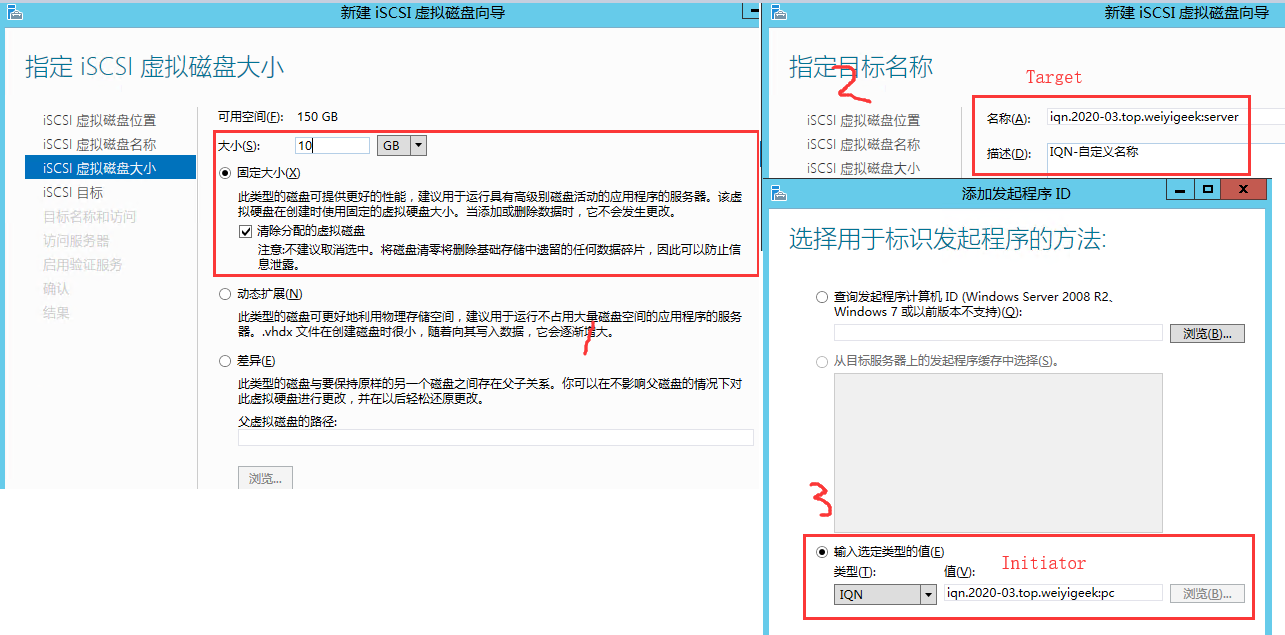 新建 iSCSI 虚拟磁盘向导
指定 iSCSI 虚拟磁盘大小
iSCSI 虚拟磁盘位置
iSCSI 虚拟磁盘名称
iSCSI 虚拟磁盘大小
iSCSI 目标
目标名称和访问
访问服务器
启用验证服务
确认
结果
可用空间(F): 150 GB
大小(S): 10 GB
固定大小(X)
此类型的磁盘可提供更好的性能，建议用于运行具有高级别磁盘活动的应用程序的服务器。该虚
拟硬盘在创建时使用固定的虚拟硬盘大小。当添加或删除数据时，它不会发生更改。
清除分配的虚拟磁盘
注意:不建议取消选中。将磁盘清零将删除基础存储中遗留的任何数据碎片，因此可以防止信
息泄露。
动态扩展(N)
此类型的磁盘可更好地利用物理存储空间，建议用于运行不占用大量磁盘空间的应用程序的服务
器。.vhdx 文件在创建磁盘时很小，随着向其写入数据，它会逐渐增大。
1
差异(E)
此类型的磁盘与要保持原样的另一个磁盘之间存在父子关系。你可以在不影响父磁盘的情况下对
此虚拟硬盘进行更改，并在以后轻松还原更改。
父虚拟磁盘的路径:
浏览...
新建 iSCSI 虚拟磁盘向导
指定目标名称
2
Target
iSCSI 虚拟磁盘位置
iSCSI 虚拟磁盘名称
iSCSI 虚拟磁盘大小
名称(A): iqn.2020-03.top.weiyigeek:server
描述(D): IQN-自定义名称
添加发起程序 ID
选择用于标识发起程序的方法:
查询发起程序计算机 ID (Windows Server 2008 R2、
Windows 7 或以前版本不支持)(Q):
浏览(B)...
从目标服务器上的发起程序缓存中选择(S)。
3
输入选定类型的值(E)
Initiator
类型(T): 值(V):
IQN iqn.2020-03.top.weiyigeek:pc 浏览(B)...